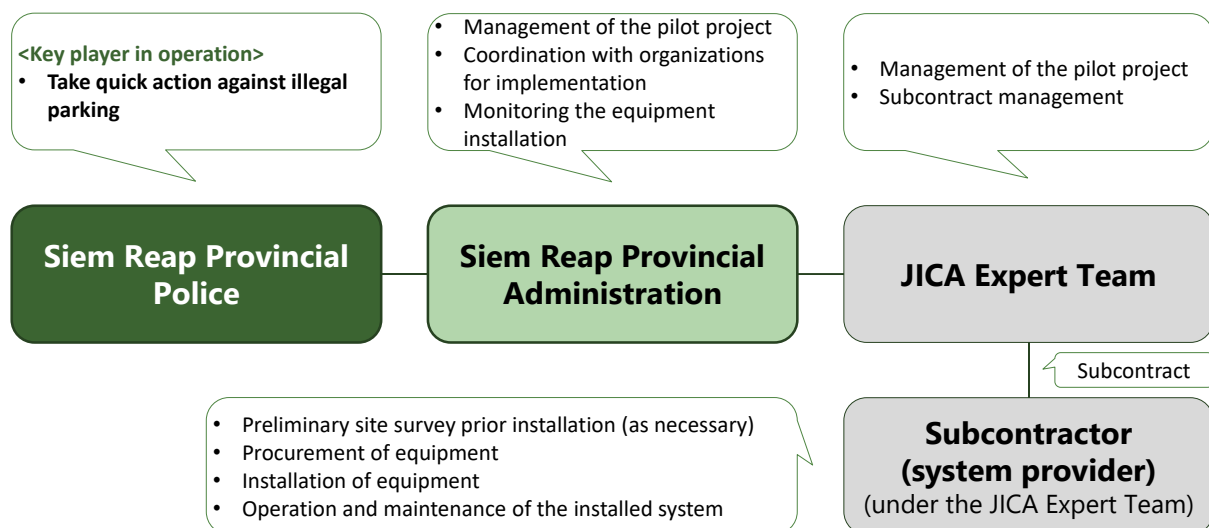 <Key player in operation>
• Take quick action against illegal
parking
• Management of the pilot project
• Coordination with organizations
for implementation
• Monitoring the equipment
installation
• Management of the pilot project
• Subcontract management
Siem Reap Provincial
Police
Siem Reap Provincial
Administration
JICA Expert Team
Subcontract
• Preliminary site survey prior installation (as necessary)
• Procurement of equipment
• Installation of equipment
• Operation and maintenance of the installed system
Subcontractor
(system provider)
(under the JICA Expert Team)